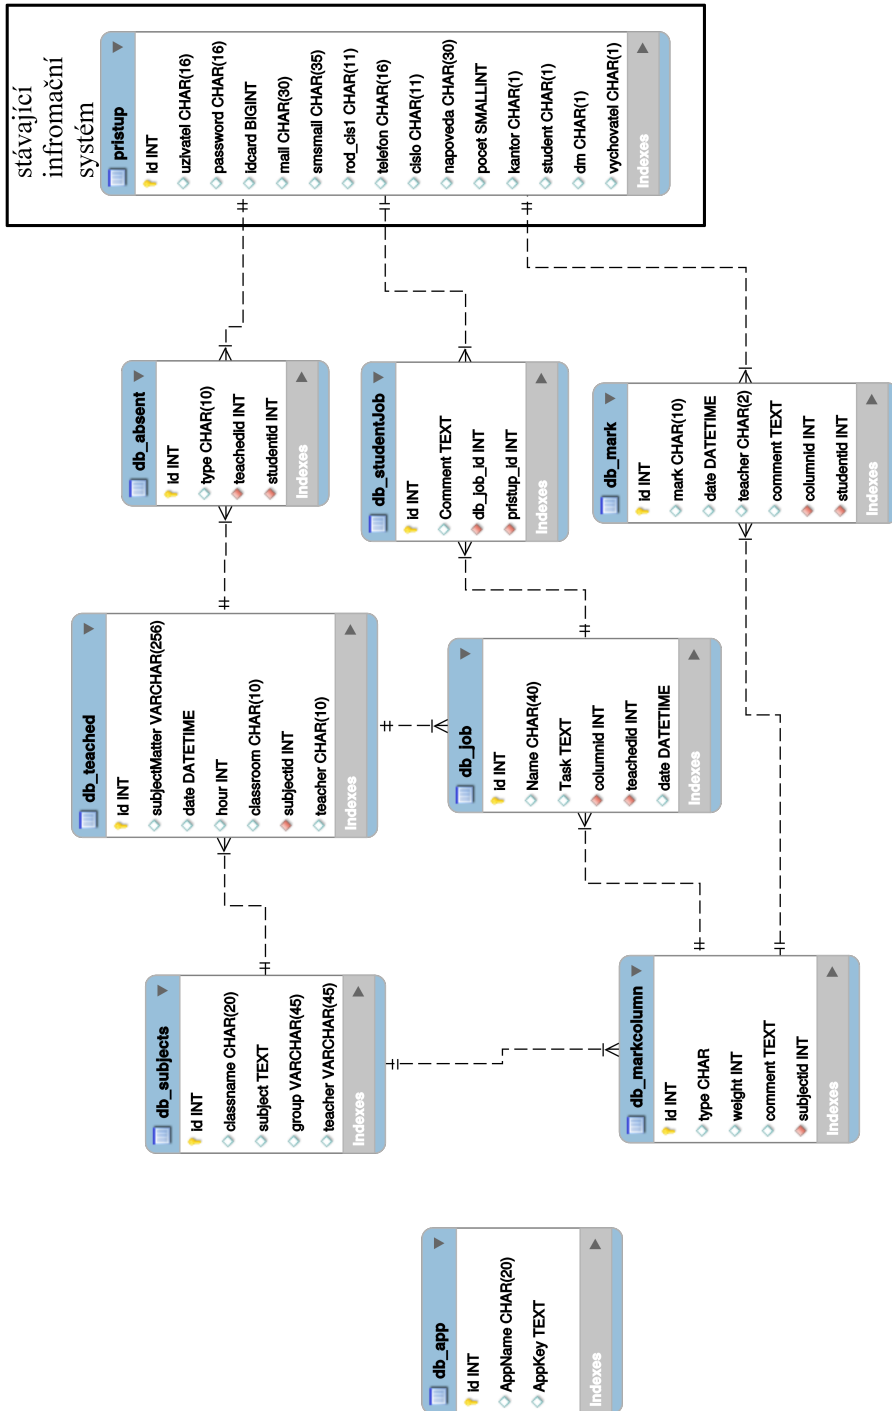 stávající
infromační
systém
pristup
id INT
uzivatel CHAR(16)
password CHAR(16)
idcard BIGINT
mail CHAR(30)
smsmail CHAR(35)
rod_cis1 CHAR(11)
telefon CHAR(16)
cislo CHAR(11)
napoveda CHAR(30)
pocet SMALLINT
kantor CHAR(1)
student CHAR(1)
dm CHAR(1)
vychovatel CHAR(1)
Indexes
db_subjects
id INT
classname CHAR(20)
subject TEXT
group VARCHAR(45)
teacher VARCHAR(45)
Indexes
db_teached
id INT
subjectMatter VARCHAR(256)
date DATETIME
hour INT
classroom CHAR(10)
subjectid INT
teacher CHAR(10)
Indexes
db_absent
id INT
type CHAR(10)
teachedid INT
studentid INT
Indexes
db_app
id INT
AppName CHAR(20)
AppKey TEXT
Indexes
db_job
id INT
Name CHAR(40)
Task TEXT
columnid INT
teachedid INT
date DATETIME
Indexes
db_studentJob
id INT
Comment TEXT
db_job_id INT
pristup_id INT
Indexes
db_markcolumn
id INT
type CHAR
weight INT
comment TEXT
subjectid INT
Indexes
db_mark
id INT
mark CHAR(10)
date DATETIME
teacher CHAR(2)
comment TEXT
columnid INT
studentid INT
Indexes